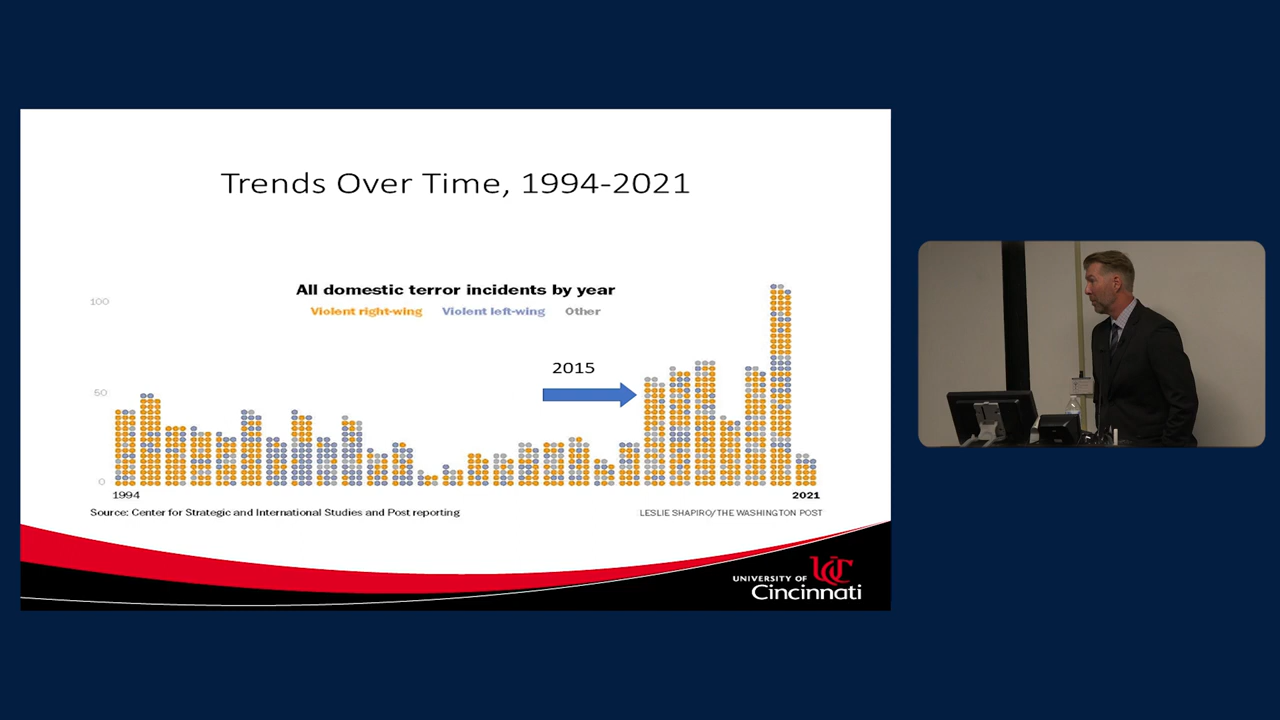 Trends Over Time, 1994-2021
All domestic terror incidents by year
Violent right-wing Violent left-wing Other
100
2015
50
0
1994
2021
Source: Center for Strategic and International Studies and Post reporting
LESLIE SHAPIRO/THE WASHINGTON POST
UC
UNIVERSITY OF
Cincinnati